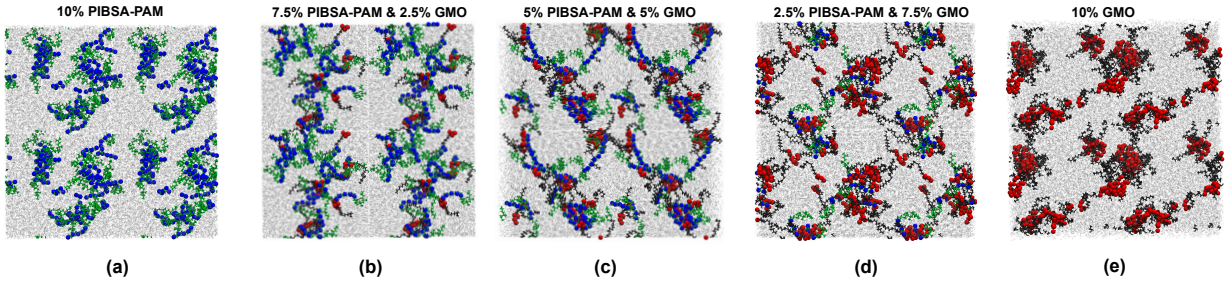 10% PIBSA-PAM
7.5% PIBSA-PAM & 2.5% GMO
5% PIBSA-PAM & 5% GMO
2.5% PIBSA-PAM & 7.5% GMO
10% GMO
(a)
(b)
(c)
(d)
(e)